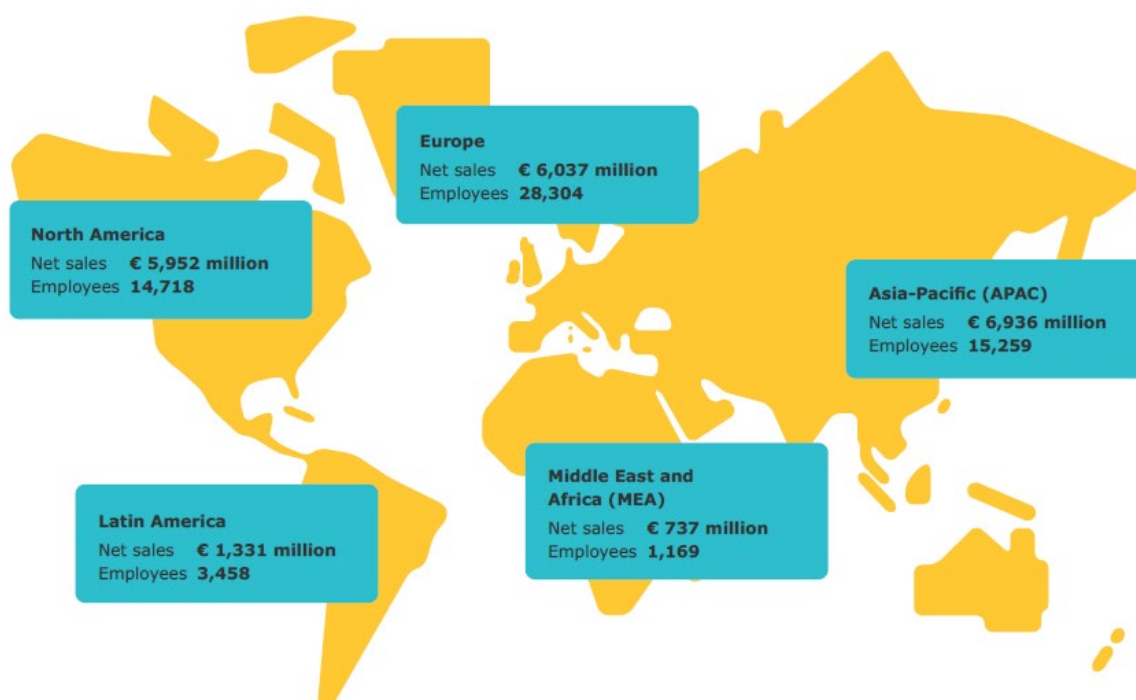 Europe
Net sales € 6,037 million
Employees 28,304
North America
Net sales € 5,952 million
Employees 14,718
Asia-Pacific (APAC)
Net sales € 6,936 million
Employees 15,259
Middle East and
Africa (MEA)
Net sales € 737 million
Employees 1,169
Latin America
Net sales € 1,331 million
Employees 3,458